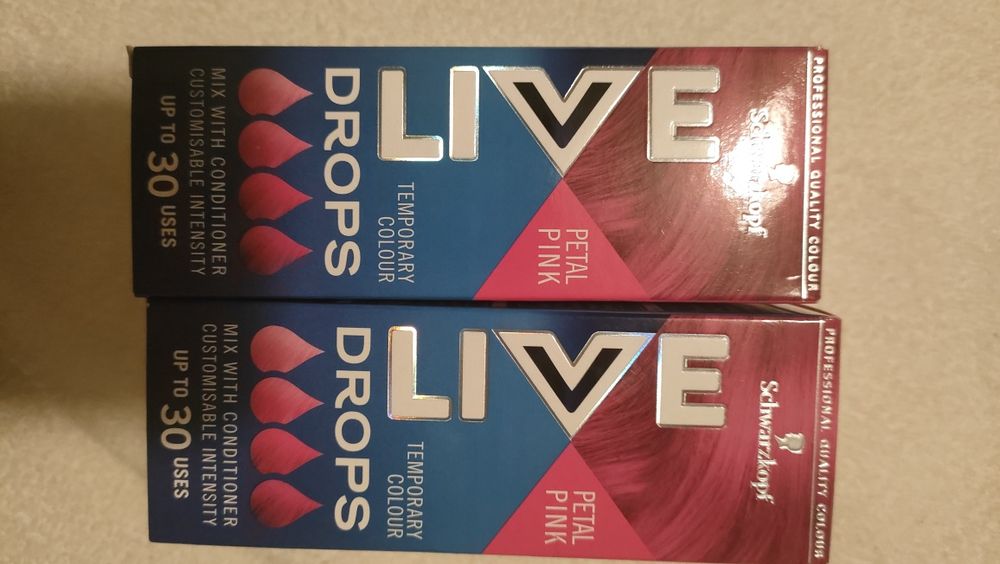 PROFESSIONAL QUALITY COLOUR
Schwarzkopf
LIVE
PETAL
PINK
TEMPORARY
COLOUR
DROPS
MIX WITH CONDITIONER
CUSTOMISABLE INTENSITY
UP TO 30 USES
PROFESSIONAL QUALITY COLOUR
Schwarzkopf
LIVE
PETAL
PINK
TEMPORARY
COLOUR
DROPS
MIX WITH CONDITIONER
CUSTOMISABLE INTENSITY
UP TO 30 USES